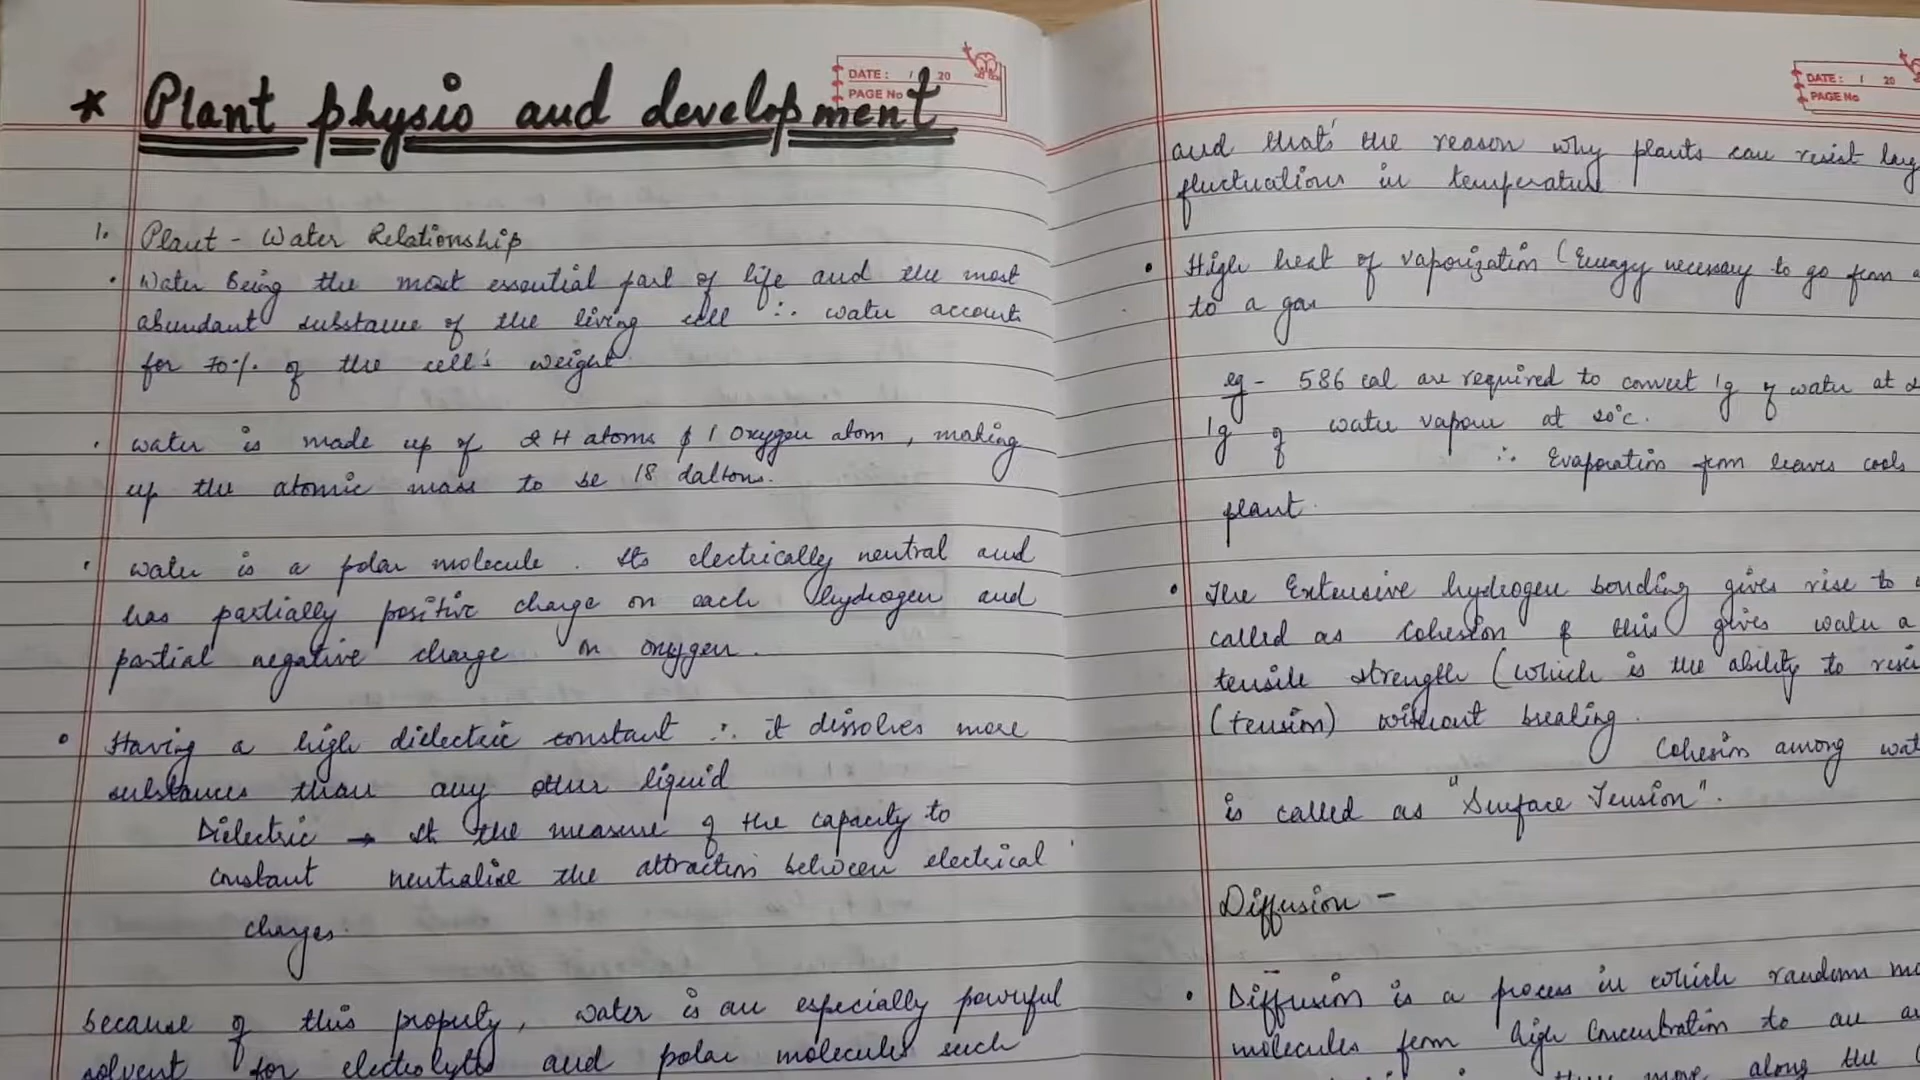 DATE: / 20
PAGE No
* Plant physio and development
1. Plant - Water Relationship
• Water Being the most essential part of life and the most
abundant substance of the living cell ∴ water account
for 70%. of the cell's weight.
• water is made up of 2 H atoms & 1 Oxygen atom, making
up the atomic mass to be 18 daltons.
• water is a polar molecule. Its electrically neutral and
has partially positive charge on each hydrogen and
partial negative charge on oxygen.
• Having a high dielectric constant ∴ it dissolves more
substances than any other liquid
Dielectric → It the measure of the capacity to
constant neutralise the attraction between electrical
charges.
because of this property, water is an especially powerful
solvent for electrolytes and polar molecules such
DATE: / 20
PAGE No
and that's the reason why plants can resist
fluctuations in temperature
• High heat of vaporization (Energy necessary to go from
to a gas
eg - 586 cal are required to convert 1g of water at
1g of water vapour at 20°c.
∴ Evaporation from leaves cools
plant.
• The Extensive hydrogen bonding gives rise to
called as Cohesion & this gives water a
tensile strength (which is the ability to
(tension) without breaking.
Cohesion among
is called as "Surface Tension".
Diffusion -
• Diffusion is a process in which random
molecules from high Concentration to an
move along the